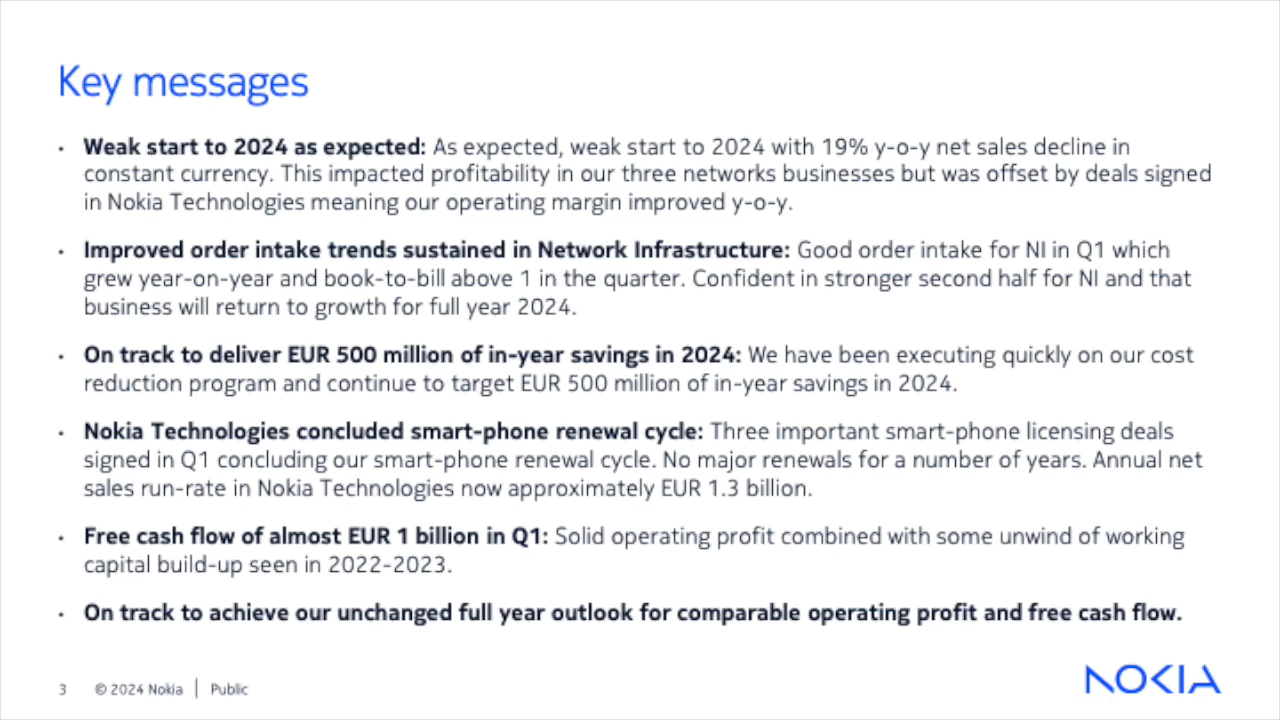 Key messages
• Weak start to 2024 as expected: As expected, weak start to 2024 with 19% y-o-y net sales decline in
constant currency. This impacted profitability in our three networks businesses but was offset by deals signed
in Nokia Technologies meaning our operating margin improved y-o-y.
• Improved order intake trends sustained in Network Infrastructure: Good order intake for NI in Q1 which
grew year-on-year and book-to-bill above 1 in the quarter. Confident in stronger second half for NI and that
business will return to growth for full year 2024.
• On track to deliver EUR 500 million of in-year savings in 2024: We have been executing quickly on our cost
reduction program and continue to target EUR 500 million of in-year savings in 2024.
• Nokia Technologies concluded smart-phone renewal cycle: Three important smart-phone licensing deals
signed in Q1 concluding our smart-phone renewal cycle. No major renewals for a number of years. Annual net
sales run-rate in Nokia Technologies now approximately EUR 1.3 billion.
• Free cash flow of almost EUR 1 billion in Q1: Solid operating profit combined with some unwind of working
capital build-up seen in 2022-2023.
• On track to achieve our unchanged full year outlook for comparable operating profit and free cash flow.
3 © 2024 Nokia | Public
NOKIA